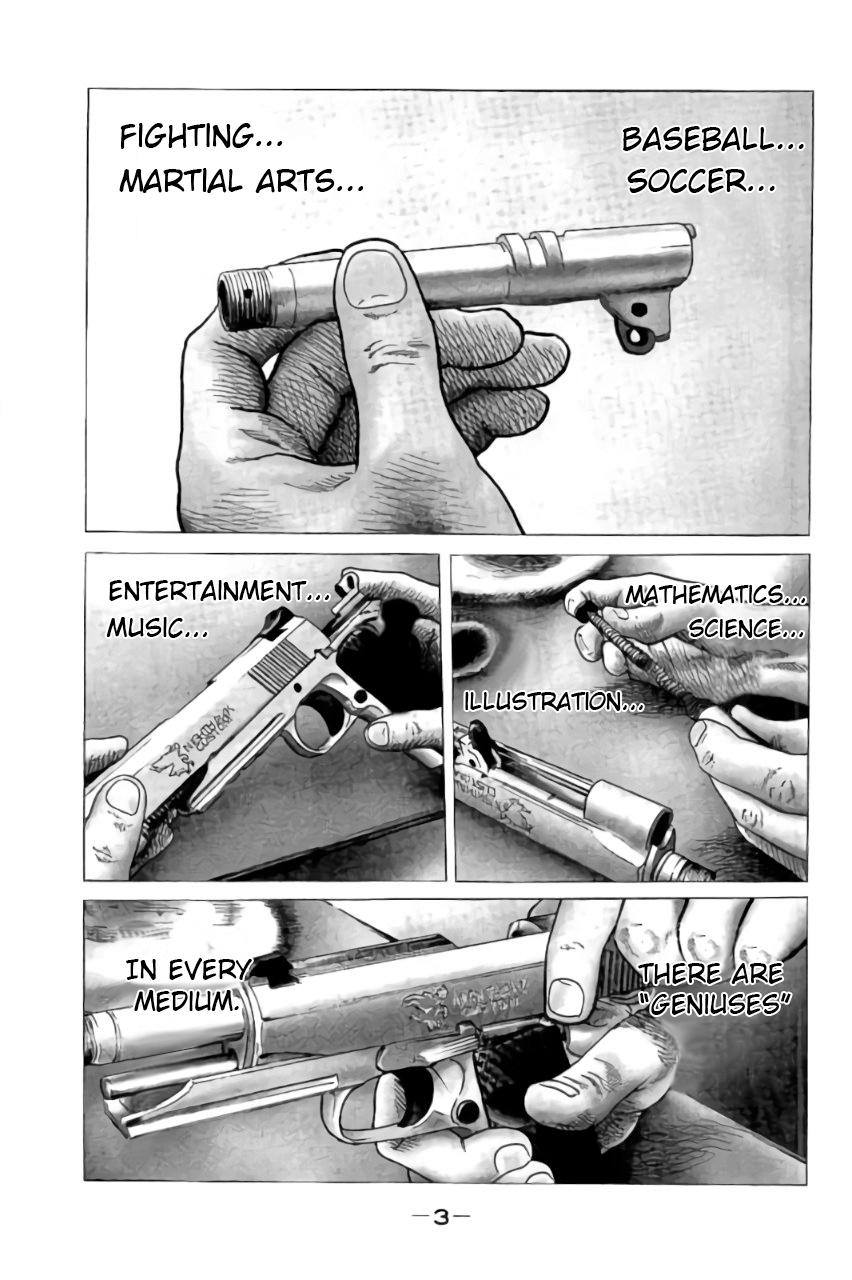 FIGHTING...
MARTIAL ARTS...
BASEBALL...
SOCCER...
ENTERTAINMENT...
MUSIC...
MATHEMATICS...
SCIENCE...
ILLUSTRATION...
IN EVERY
MEDIUM.
THERE ARE
"GENIUSES"
—3—